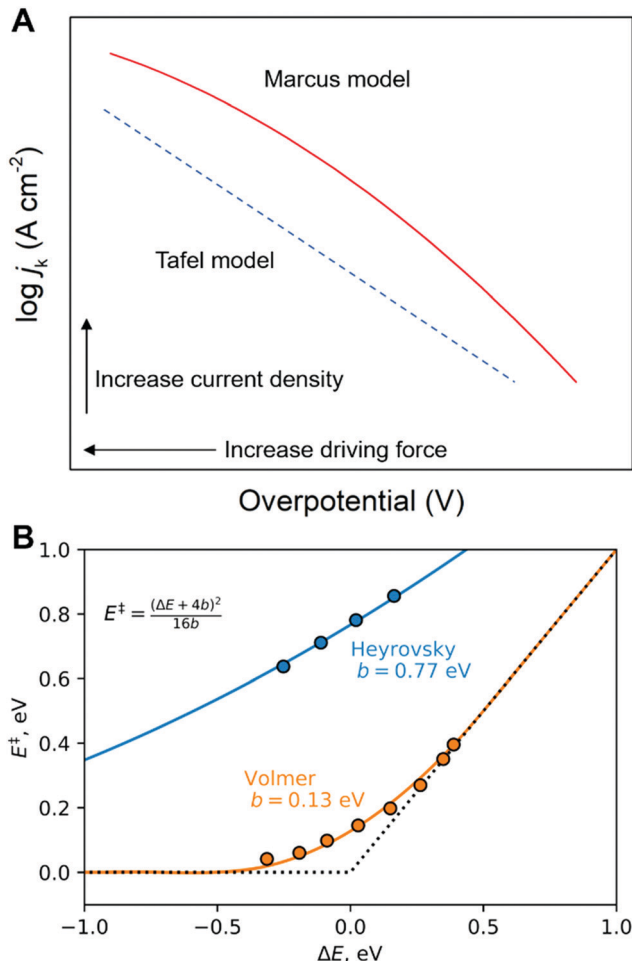 A
Marcus model
Tafel model
log j_k (A cm⁻²)
Increase current density
Increase driving force
Overpotential (V)
B
1.0
0.8
0.6
0.4
0.2
0.0
E‡, eV
E‡ = (ΔE + 4b)² / 16b
Heyrovsky
b = 0.77 eV
Volmer
b = 0.13 eV
−1.0 −0.5 0.0 0.5 1.0
ΔE, eV